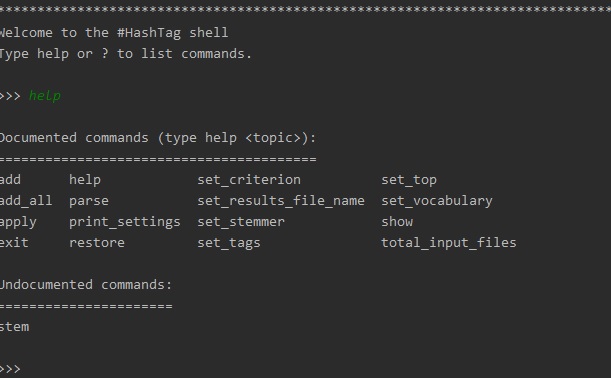 ********************************************************************************
Welcome to the #HashTag shell
Type help or ? to list commands.
>>> help
Documented commands (type help <topic>):
========================================
add      help            set_criterion          set_top
add_all  parse           set_results_file_name  set_vocabulary
apply    print_settings  set_stemmer            show
exit     restore         set_tags               total_input_files
Undocumented commands:
======================
stem
>>>